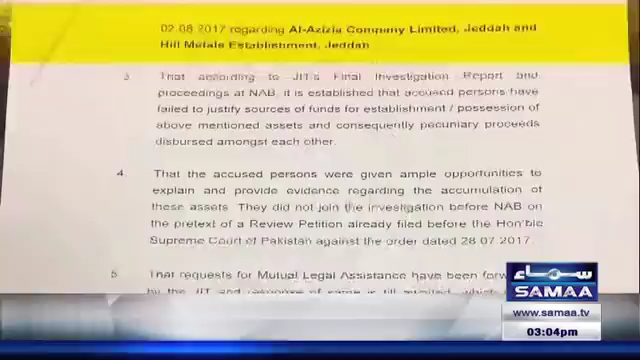 02.08.2017 regarding Al-Azizia Company Limited, Jeddah and
Hill Metals Establishment, Jeddah
3. That according to JIT's Final Investigation Report and
proceedings at NAB, it is established that accused persons have
failed to justify sources of funds for establishment / possession of
above mentioned assets and consequently pecuniary proceeds
disbursed amongst each other.
4. That the accused persons were given ample opportunities to
explain and provide evidence regarding the accumulation of
these assets. They did not join the investigation before NAB on
the pretext of a Review Petition already filed before the Hon'ble
Supreme Court of Pakistan against the order dated 28.07.2017.
5. That requests for Mutual Legal Assistance have been
by the JIT and response of same is till
سماء
SAMAA
www.samaa.tv
03:04pm